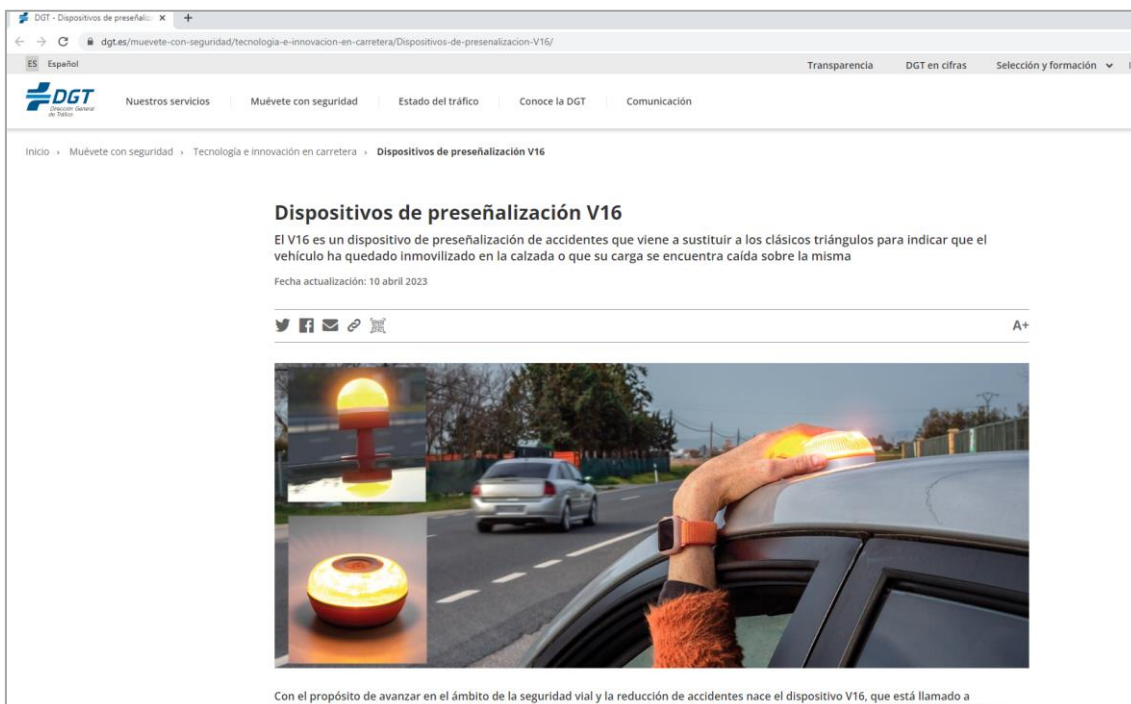 DGT - Dispositivos de preseñaliz
dgt.es/muevete-con-seguridad/tecnologia-e-innovacion-en-carretera/Dispositivos-de-presenalizacion-V16/
ES Español
Transparencia DGT en cifras Selección y formación
DGT
Dirección General
de Tráfico
Nuestros servicios Muévete con seguridad Estado del tráfico Conoce la DGT Comunicación
Inicio › Muévete con seguridad › Tecnología e innovación en carretera › Dispositivos de preseñalización V16
Dispositivos de preseñalización V16
El V16 es un dispositivo de preseñalización de accidentes que viene a sustituir a los clásicos triángulos para indicar que el
vehículo ha quedado inmovilizado en la calzada o que su carga se encuentra caída sobre la misma
Fecha actualización: 10 abril 2023
A+
Con el propósito de avanzar en el ámbito de la seguridad vial y la reducción de accidentes nace el dispositivo V16, que está llamado a